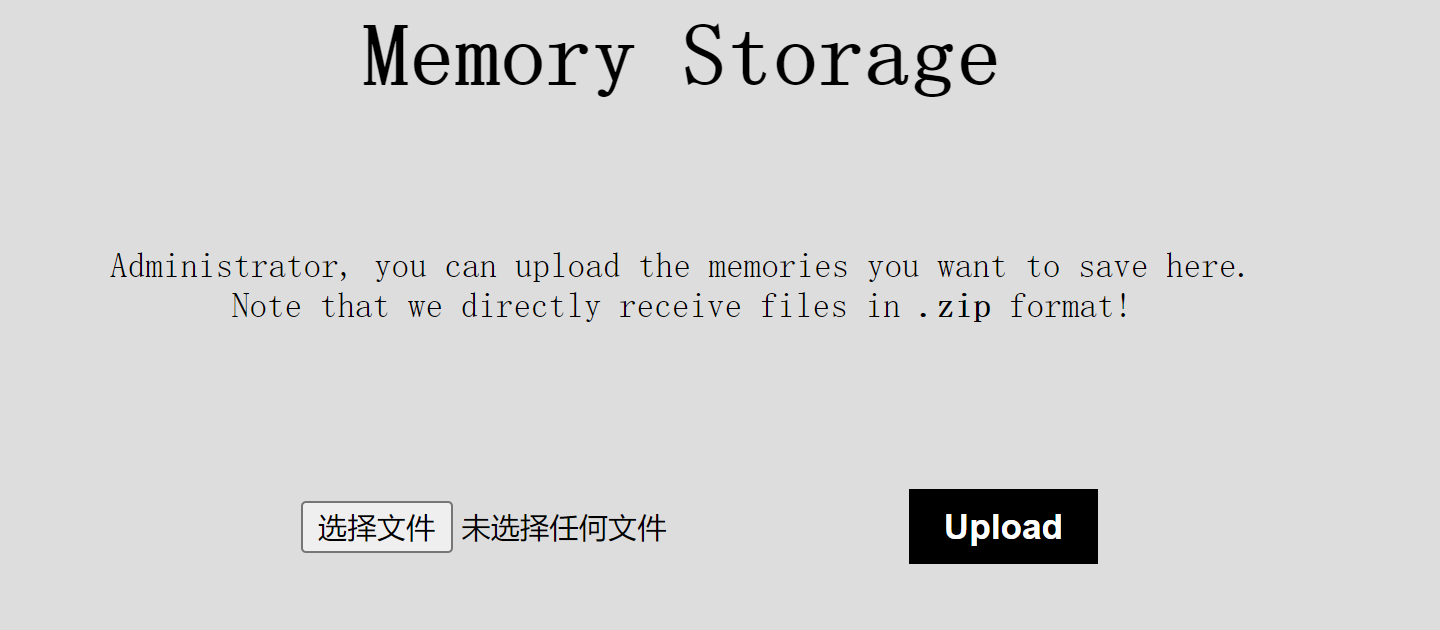 Memory Storage
Administrator, you can upload the memories you want to save here.
Note that we directly receive files in .zip format!
选择文件 未选择任何文件 Upload